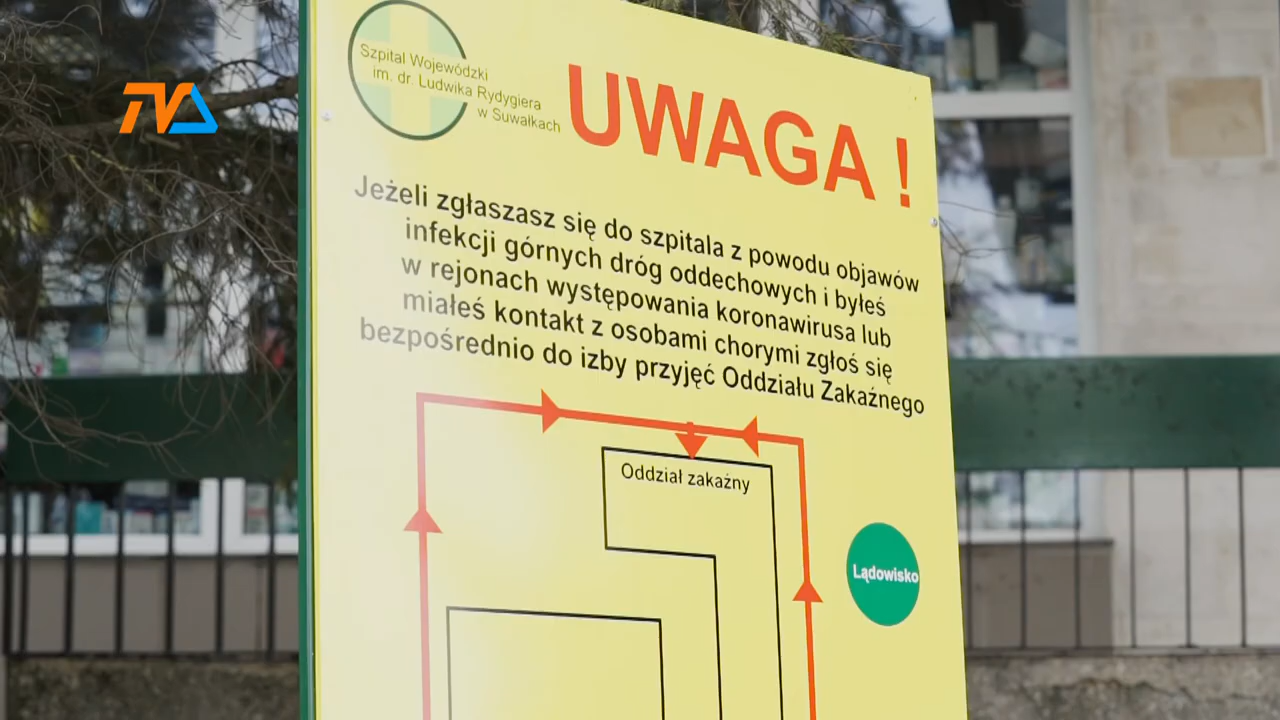 TVA
Szpital Wojewódzki
im. dr. Ludwika Rydygiera
w Suwałkach
UWAGA !
Jeżeli zgłaszasz się do szpitala z powodu objawów
infekcji górnych dróg oddechowych i byłeś
w rejonach występowania koronawirusa lub
miałeś kontakt z osobami chorymi zgłoś się
bezpośrednio do izby przyjęć Oddziału Zakaźnego
Oddział zakaźny
Lądowisko